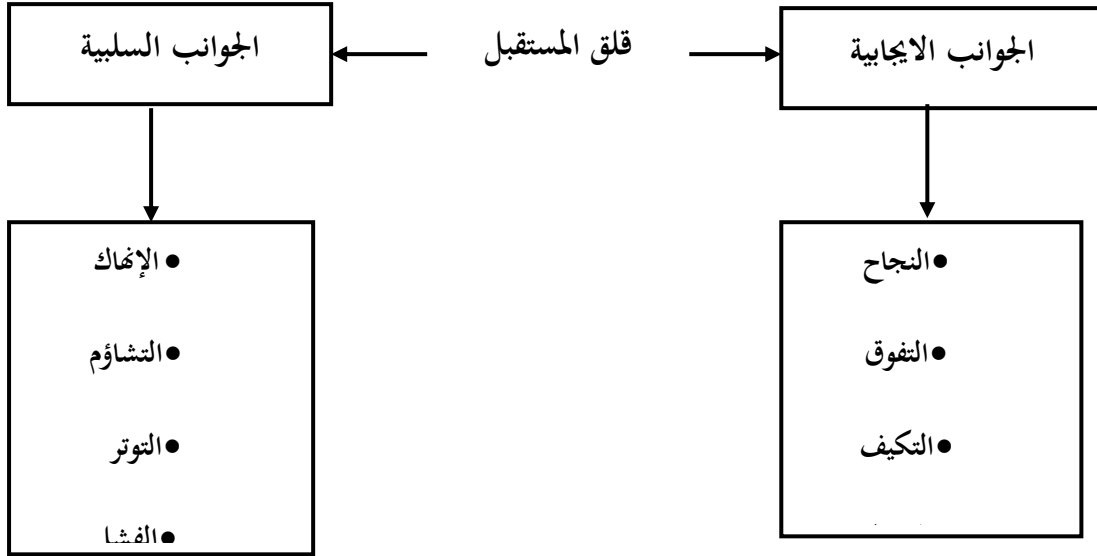 الجوانب الايجابية
قلق المستقبل
الجوانب السلبية
●النجاح
●التفوق
●التكيف
●الإنهاك
●التشاؤم
●التوتر